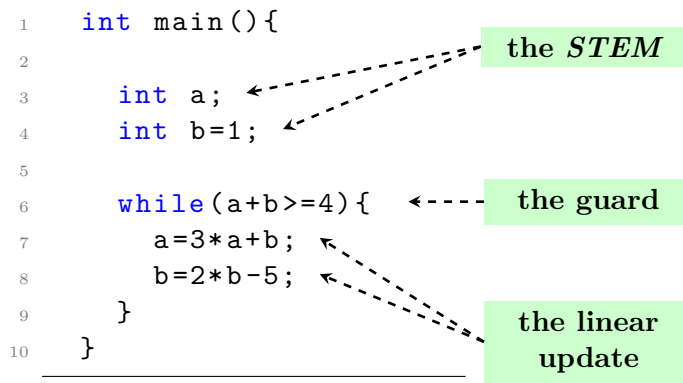 1 int main(){
the STEM
2
3 int a;
4 int b=1;
5
6 while(a+b>=4){
the guard
7 a=3*a+b;
8 b=2*b-5;
9 }
the linear
update
10 }